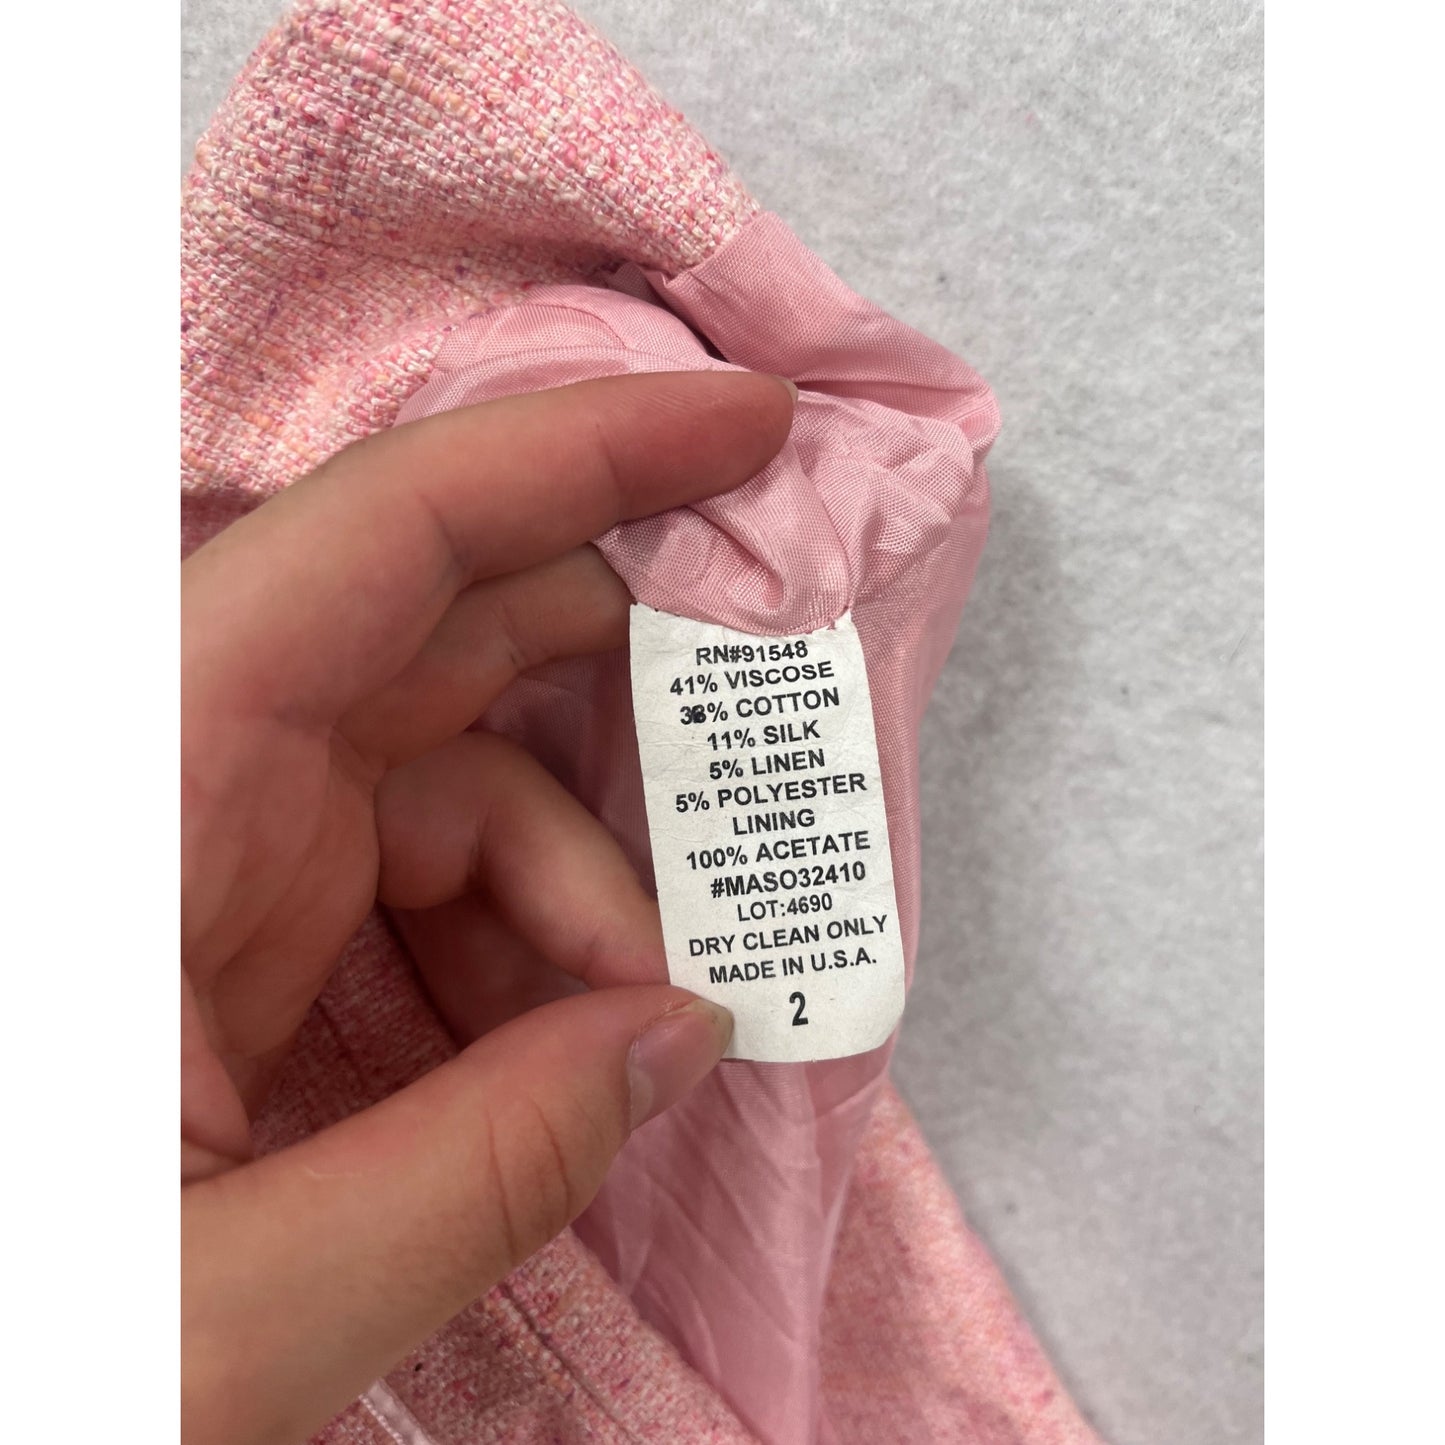 RN#91548
41% VISCOSE
38% COTTON
11% SILK
5% LINEN
5% POLYESTER
LINING
100% ACETATE
#MASO32410
LOT:4690
DRY CLEAN ONLY
MADE IN U.S.A.
2